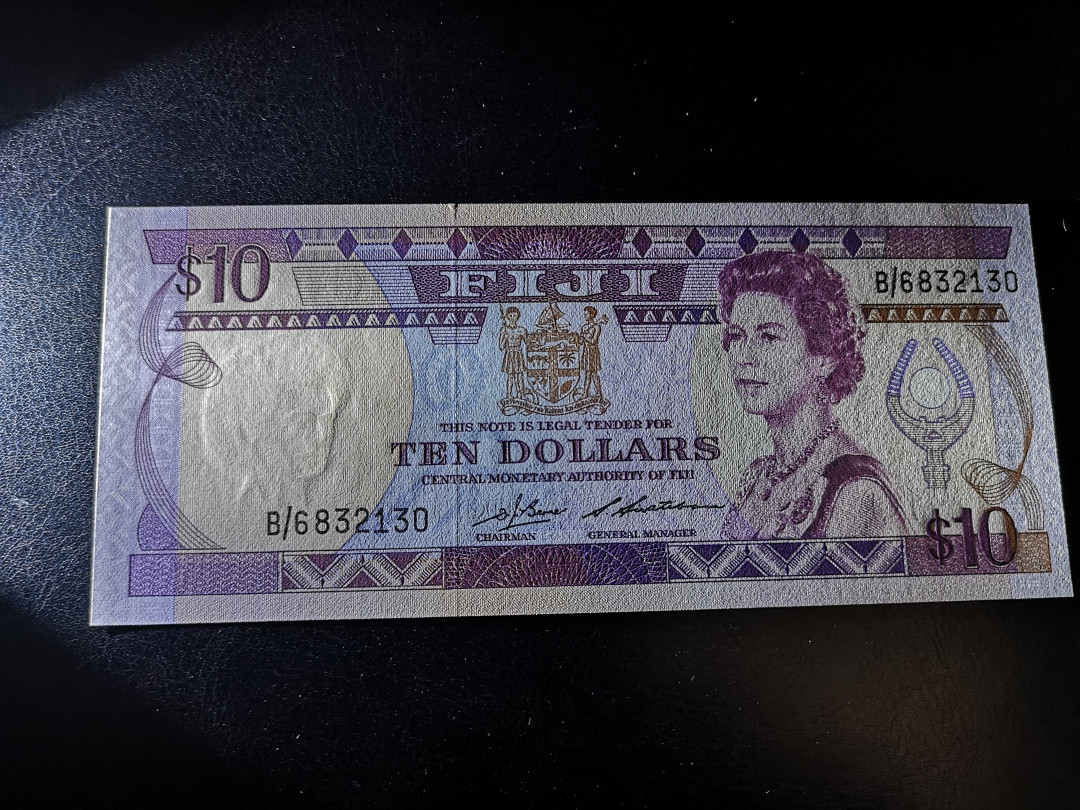 $10
FIJI
B/6832130
THIS NOTE IS LEGAL TENDER FOR
TEN DOLLARS
CENTRAL MONETARY AUTHORITY OF FIJI
B/6832130
CHAIRMAN
GENERAL MANAGER
$10